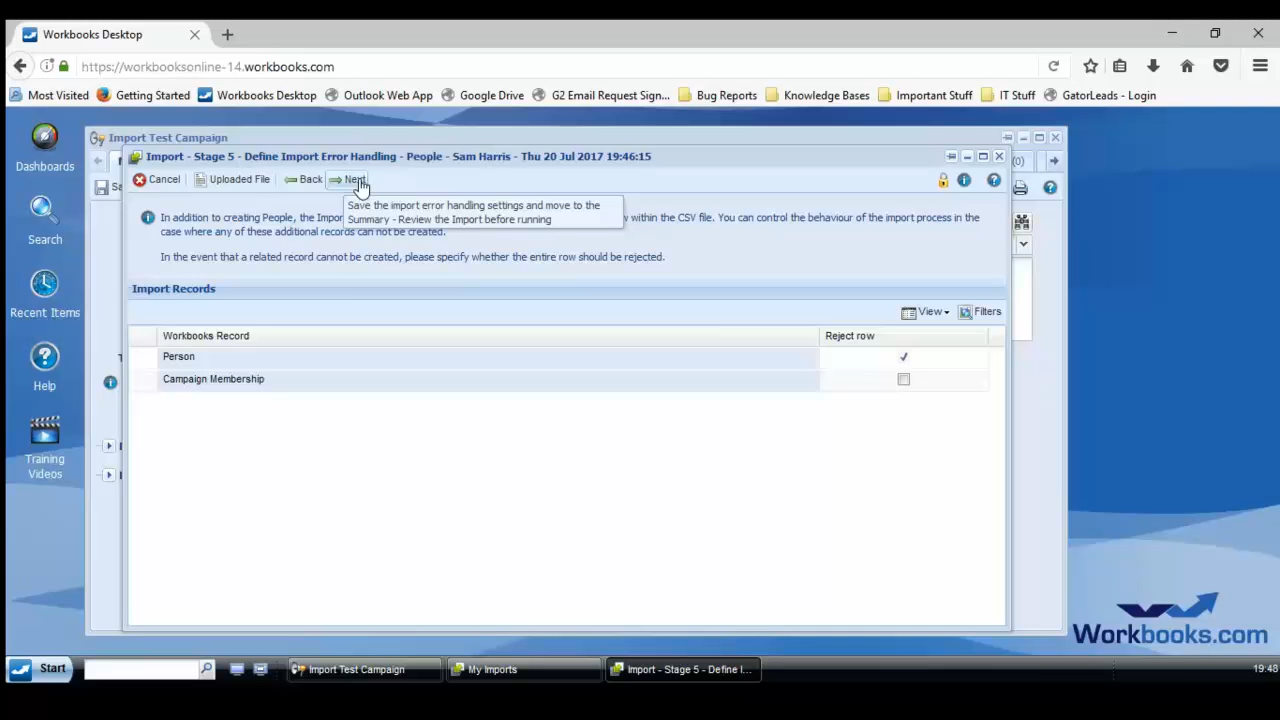 Workbooks Desktop
https://workbooksonline-14.workbooks.com
Most Visited Getting Started Workbooks Desktop Outlook Web App Google Drive G2 Email Request Sign... Bug Reports Knowledge Bases Important Stuff IT Stuff GatorLeads - Login
Dashboards
Search
Recent Items
Help
Training
Videos
Import Test Campaign
(0)
Import - Stage 5 - Define Import Error Handling - People - Sam Harris - Thu 20 Jul 2017 19:46:15
Sa
Cancel Uploaded File Back Next
Save the import error handling settings and move to the
Summary - Review the Import before running
In addition to creating People, the Impor w within the CSV file. You can control the behaviour of the import process in the
case where any of these additional records can not be created.
In the event that a related record cannot be created, please specify whether the entire row should be rejected.
Import Records
View Filters
Workbooks Record Reject row
Person
Campaign Membership
Workbooks.com
Start Import Test Campaign My Imports Import - Stage 5 - Define I... 19:48